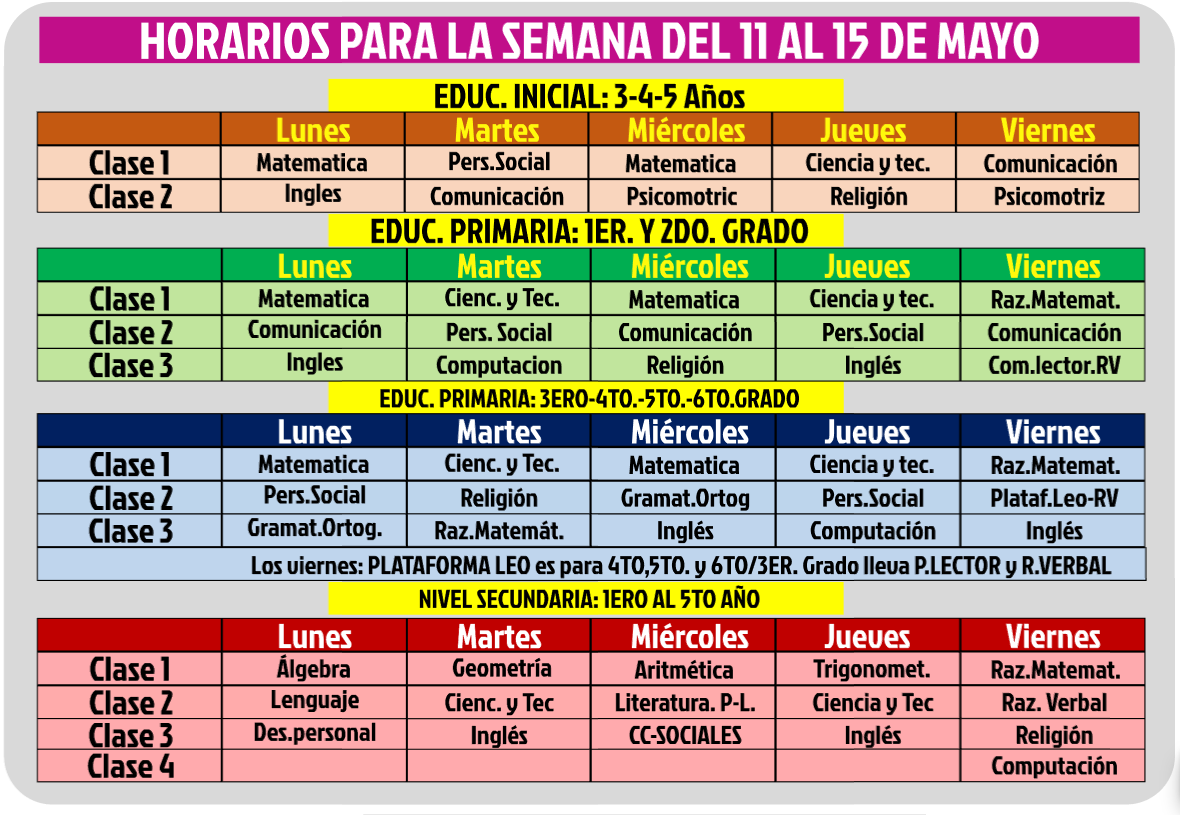 HORARIOS PARA LA SEMANA DEL 11 AL 15 DE MAYO
EDUC. INICIAL: 3-4-5 Años
Lunes Martes Miércoles Jueves Viernes
Clase 1 Matematica Pers.Social Matematica Ciencia y tec. Comunicación
Clase 2 Ingles Comunicación Psicomotric Religión Psicomotriz
EDUC. PRIMARIA: 1ER. Y 2DO. GRADO
Lunes Martes Miércoles Jueves Viernes
Clase 1 Matematica Cienc. y Tec. Matematica Ciencia y tec. Raz.Matemat.
Clase 2 Comunicación Pers. Social Comunicación Pers.Social Comunicación
Clase 3 Ingles Computacion Religión Inglés Com.lector.RV
EDUC. PRIMARIA: 3ERO-4TO.-5TO.-6TO.GRADO
Lunes Martes Miércoles Jueves Viernes
Clase 1 Matematica Cienc. y Tec. Matematica Ciencia y tec. Raz.Matemat.
Clase 2 Pers.Social Religión Gramat.Ortog Pers.Social Plataf.Leo-RV
Clase 3 Gramat.Ortog. Raz.Matemát. Inglés Computación Inglés
Los viernes: PLATAFORMA LEO es para 4TO,5TO. y 6TO/3ER. Grado lleva P.LECTOR y R.VERBAL
NIVEL SECUNDARIA: 1ERO AL 5TO AÑO
Lunes Martes Miércoles Jueves Viernes
Clase 1 Álgebra Geometría Aritmética Trigonomet. Raz.Matemat.
Clase 2 Lenguaje Cienc. y Tec Literatura. P-L. Ciencia y Tec Raz. Verbal
Clase 3 Des.personal Inglés CC-SOCIALES Inglés Religión
Clase 4 Computación